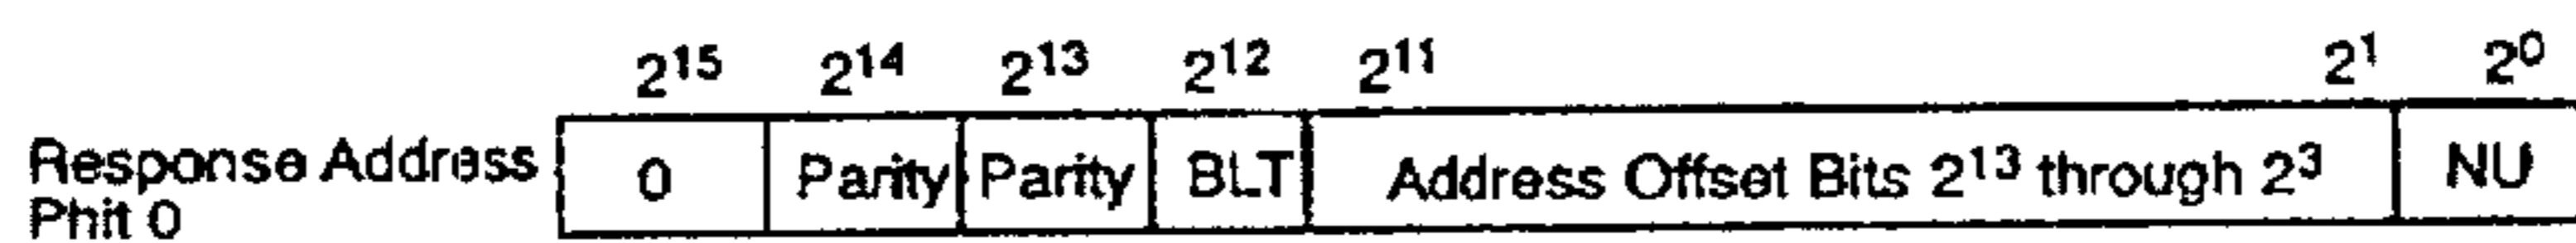 2¹⁵ 2¹⁴ 2¹³ 2¹² 2¹¹ 2¹ 2⁰
Response Address 0 Parity Parity BLT Address Offset Bits 2¹³ through 2³ NU
Phit 0